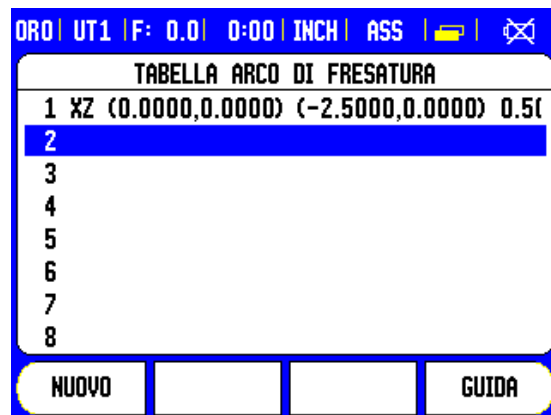 ORO| UT1 |F: 0.0| 0:00| INCH| ASS | |
TABELLA ARCO DI FRESATURA
1 XZ (0.0000,0.0000) (-2.5000,0.0000) 0.5(
2
3
4
5
6
7
8
NUOVO GUIDA